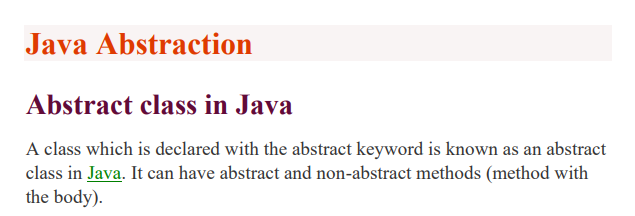 Java Abstraction
Abstract class in Java
A class which is declared with the abstract keyword is known as an abstract
class in Java. It can have abstract and non-abstract methods (method with
the body).